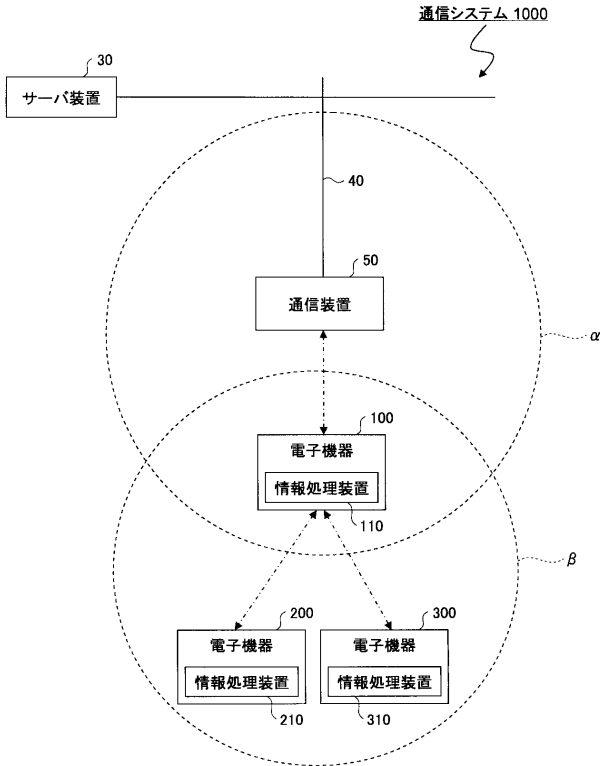 通信システム 1000
30
サーバ装置
40
50
通信装置
α
100
電子機器
情報処理装置
110
β
200
300
電子機器
電子機器
情報処理装置
情報処理装置
210
310